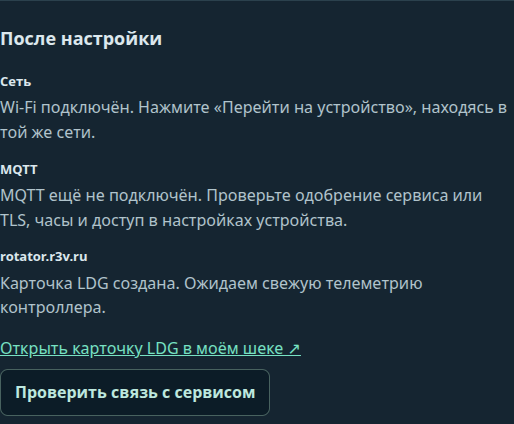 После настройки
Сеть
Wi-Fi подключён. Нажмите «Перейти на устройство», находясь в
той же сети.
MQTT
MQTT ещё не подключён. Проверьте одобрение сервиса или
TLS, часы и доступ в настройках устройства.
rotator.r3v.ru
Карточка LDG создана. Ожидаем свежую телеметрию
контроллера.
Открыть карточку LDG в моём шеке ↗
Проверить связь с сервисом